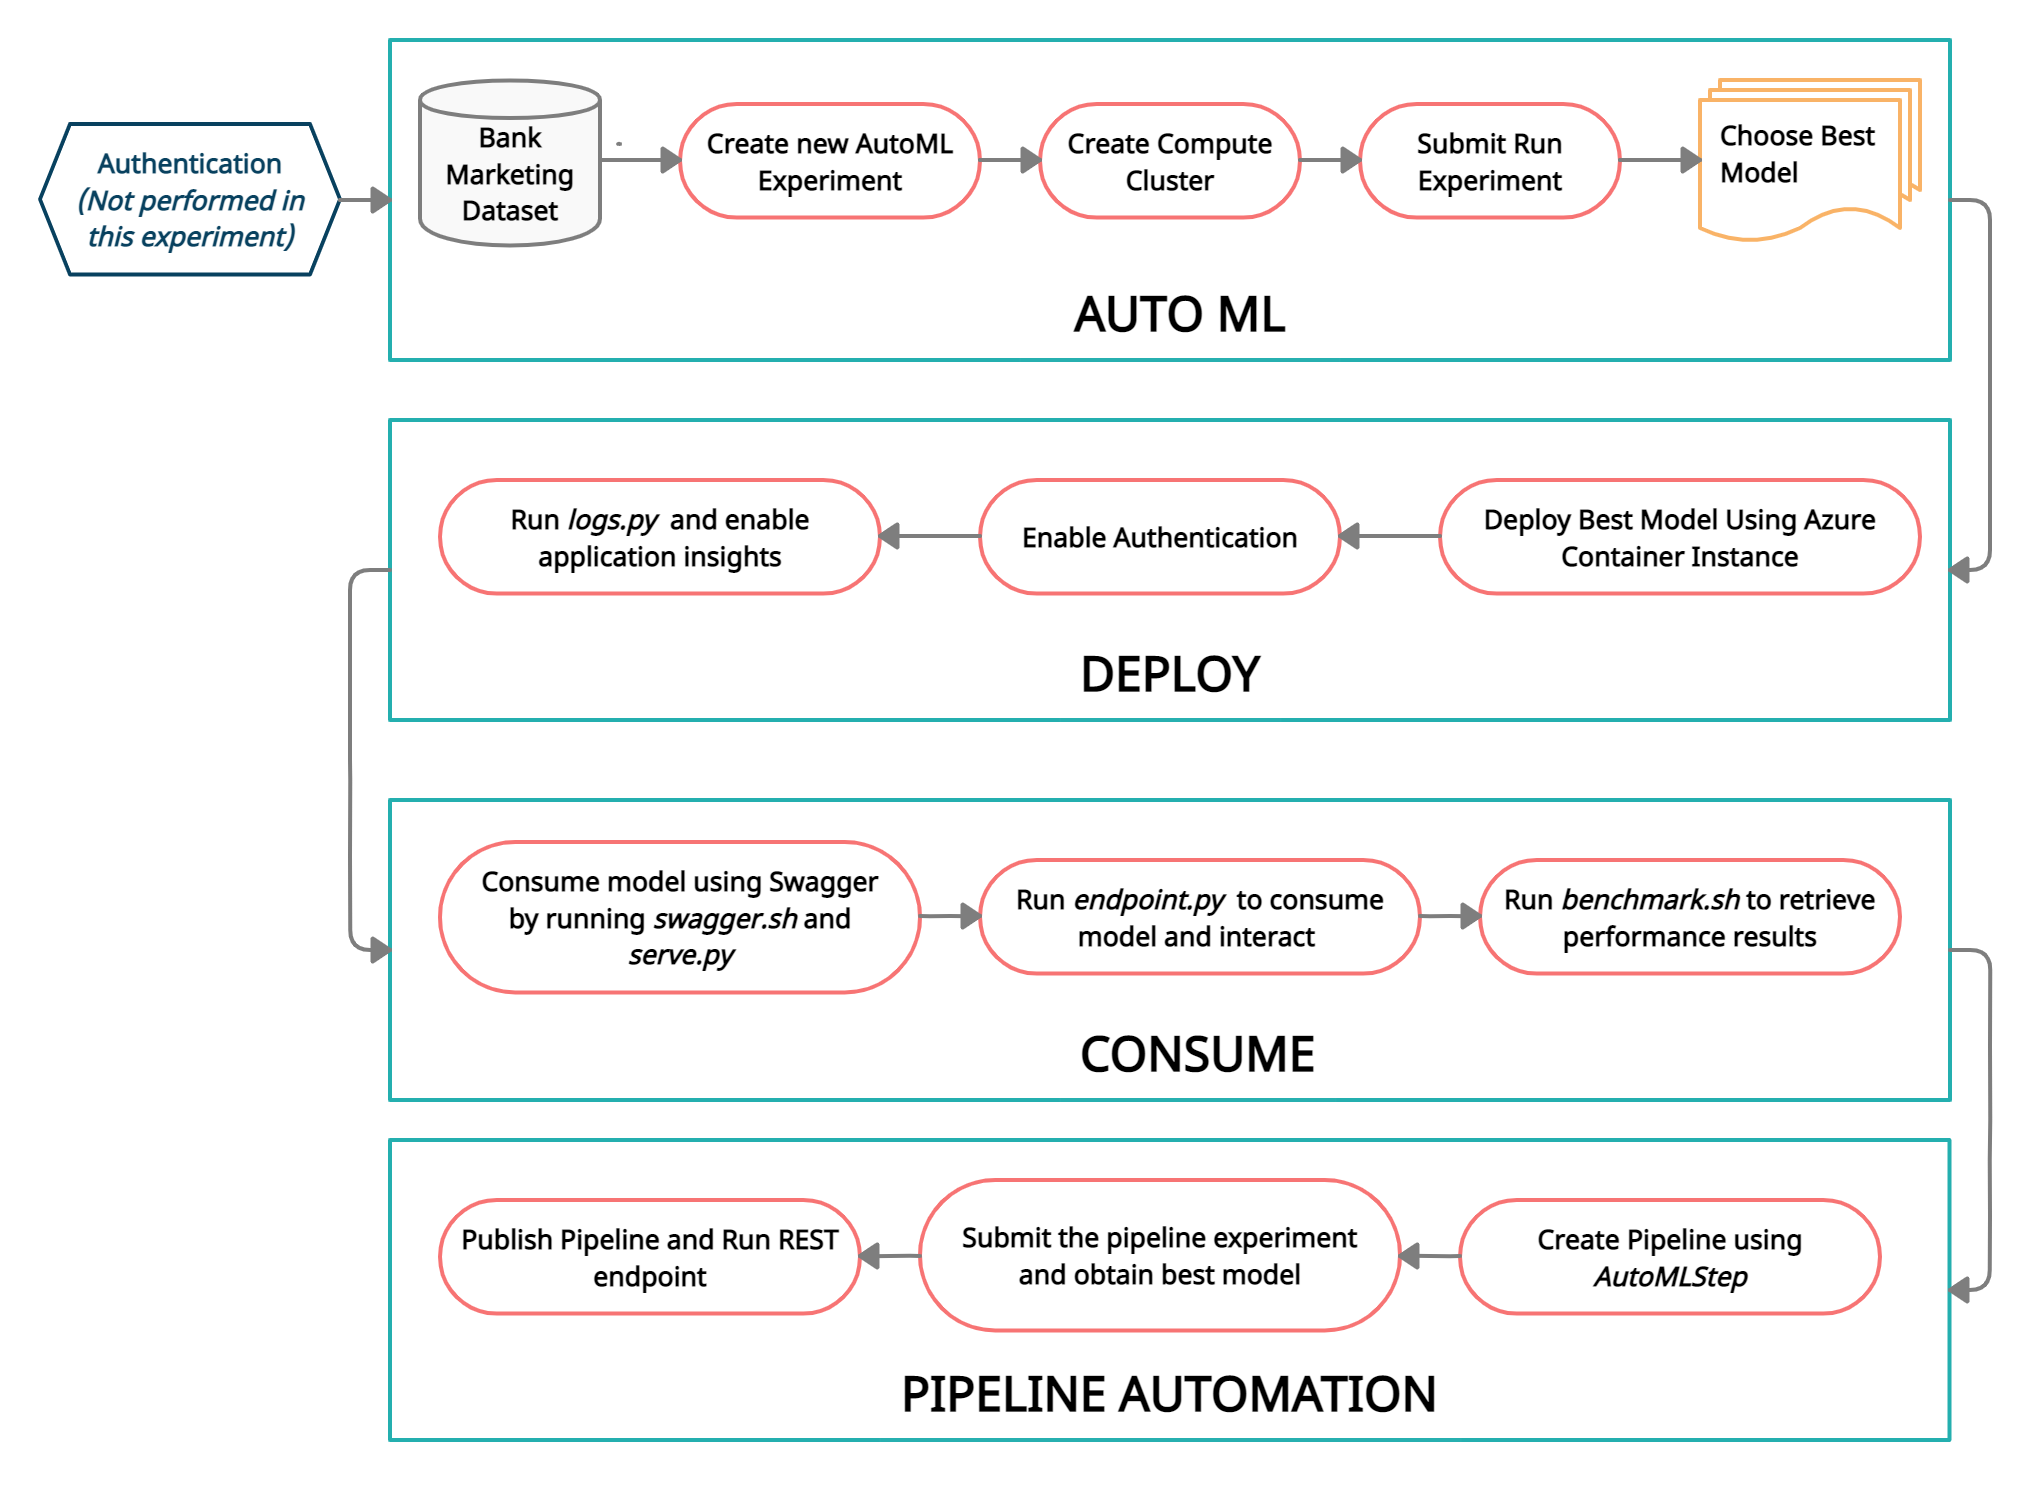 Authentication
(Not performed in
this experiment)
Bank
Marketing
Dataset
Create new AutoML
Experiment
Create Compute
Cluster
Submit Run
Experiment
Choose Best
Model
AUTO ML
Run logs.py and enable
application insights
Enable Authentication
Deploy Best Model Using Azure
Container Instance
DEPLOY
Consume model using Swagger
by running swagger.sh and
serve.py
Run endpoint.py to consume
model and interact
Run benchmark.sh to retrieve
performance results
CONSUME
Publish Pipeline and Run REST
endpoint
Submit the pipeline experiment
and obtain best model
Create Pipeline using
AutoMLStep
PIPELINE AUTOMATION